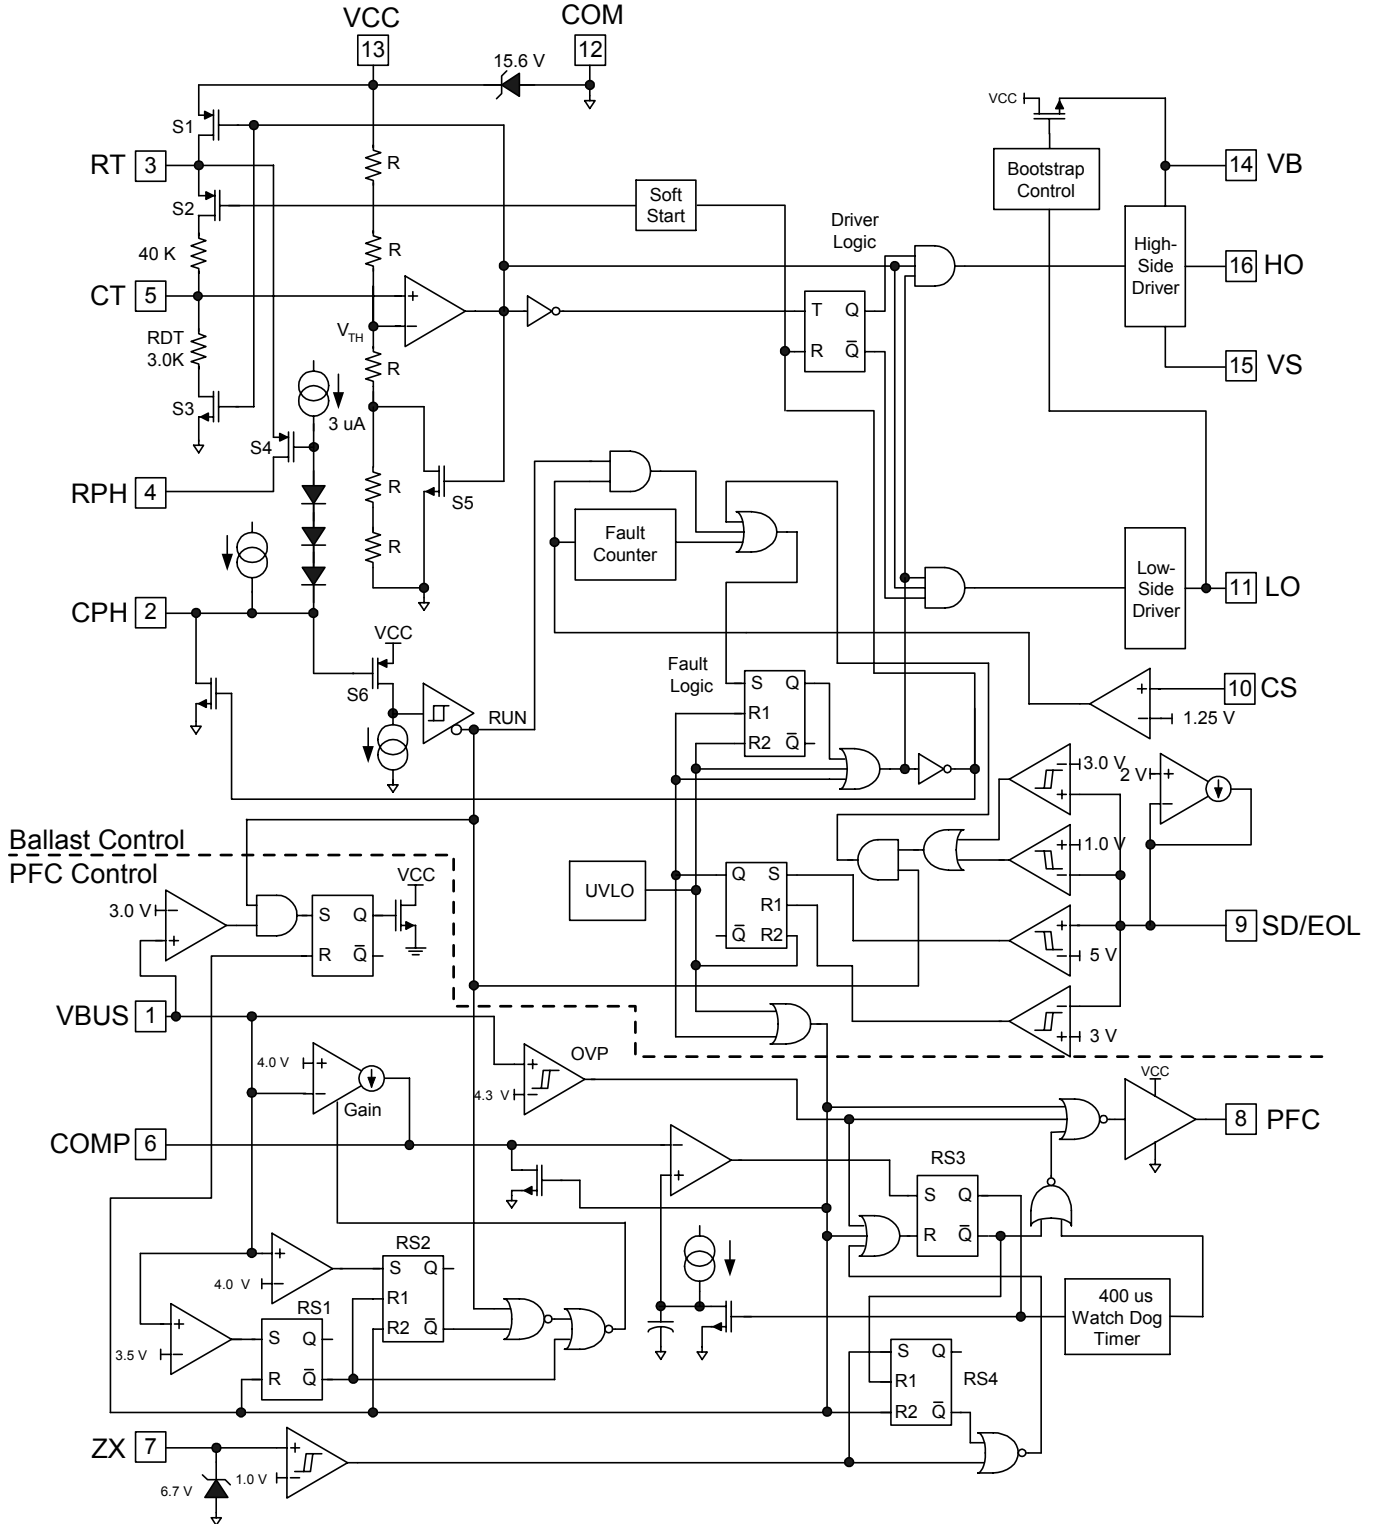 VCC
COM
13
12
15.6 V
VCC
S1
R
RT 3
Bootstrap
Control
14 VB
S2
Soft
Start
Driver
Logic
40 K
R
High-
Side
Driver
16 HO
CT 5
+
VTH
−
T Q
RDT
3.0K
R
R Q̅
15 VS
S3
3 uA
S4
RPH 4
R
S5
R
Fault
Counter
Low-
Side
Driver
11 LO
CPH 2
VCC
S6
RUN
Fault
Logic
S Q
R1
R2 Q̅
+
−
10 CS
1.25 V
−
3.0 V
+
2 V
+
−
Ballast Control
PFC Control
+
1.0 V
−
UVLO
Q S
R1
Q̅ R2
VCC
3.0 V
−
+
S Q
R Q̅
+
−
5 V
9 SD/EOL
VBUS 1
−
+
3 V
4.0 V
+
−
Gain
+
−
4.3 V
OVP
VCC
8 PFC
COMP 6
−
+
RS3
S Q
R Q̅
+
−
4.0 V
RS2
S Q
R1
R2 Q̅
400 us
Watch Dog
Timer
+
−
3.5 V
RS1
S Q
R Q̅
S Q
R1
R2 Q̅
RS4
ZX 7
+
−
1.0 V
6.7 V